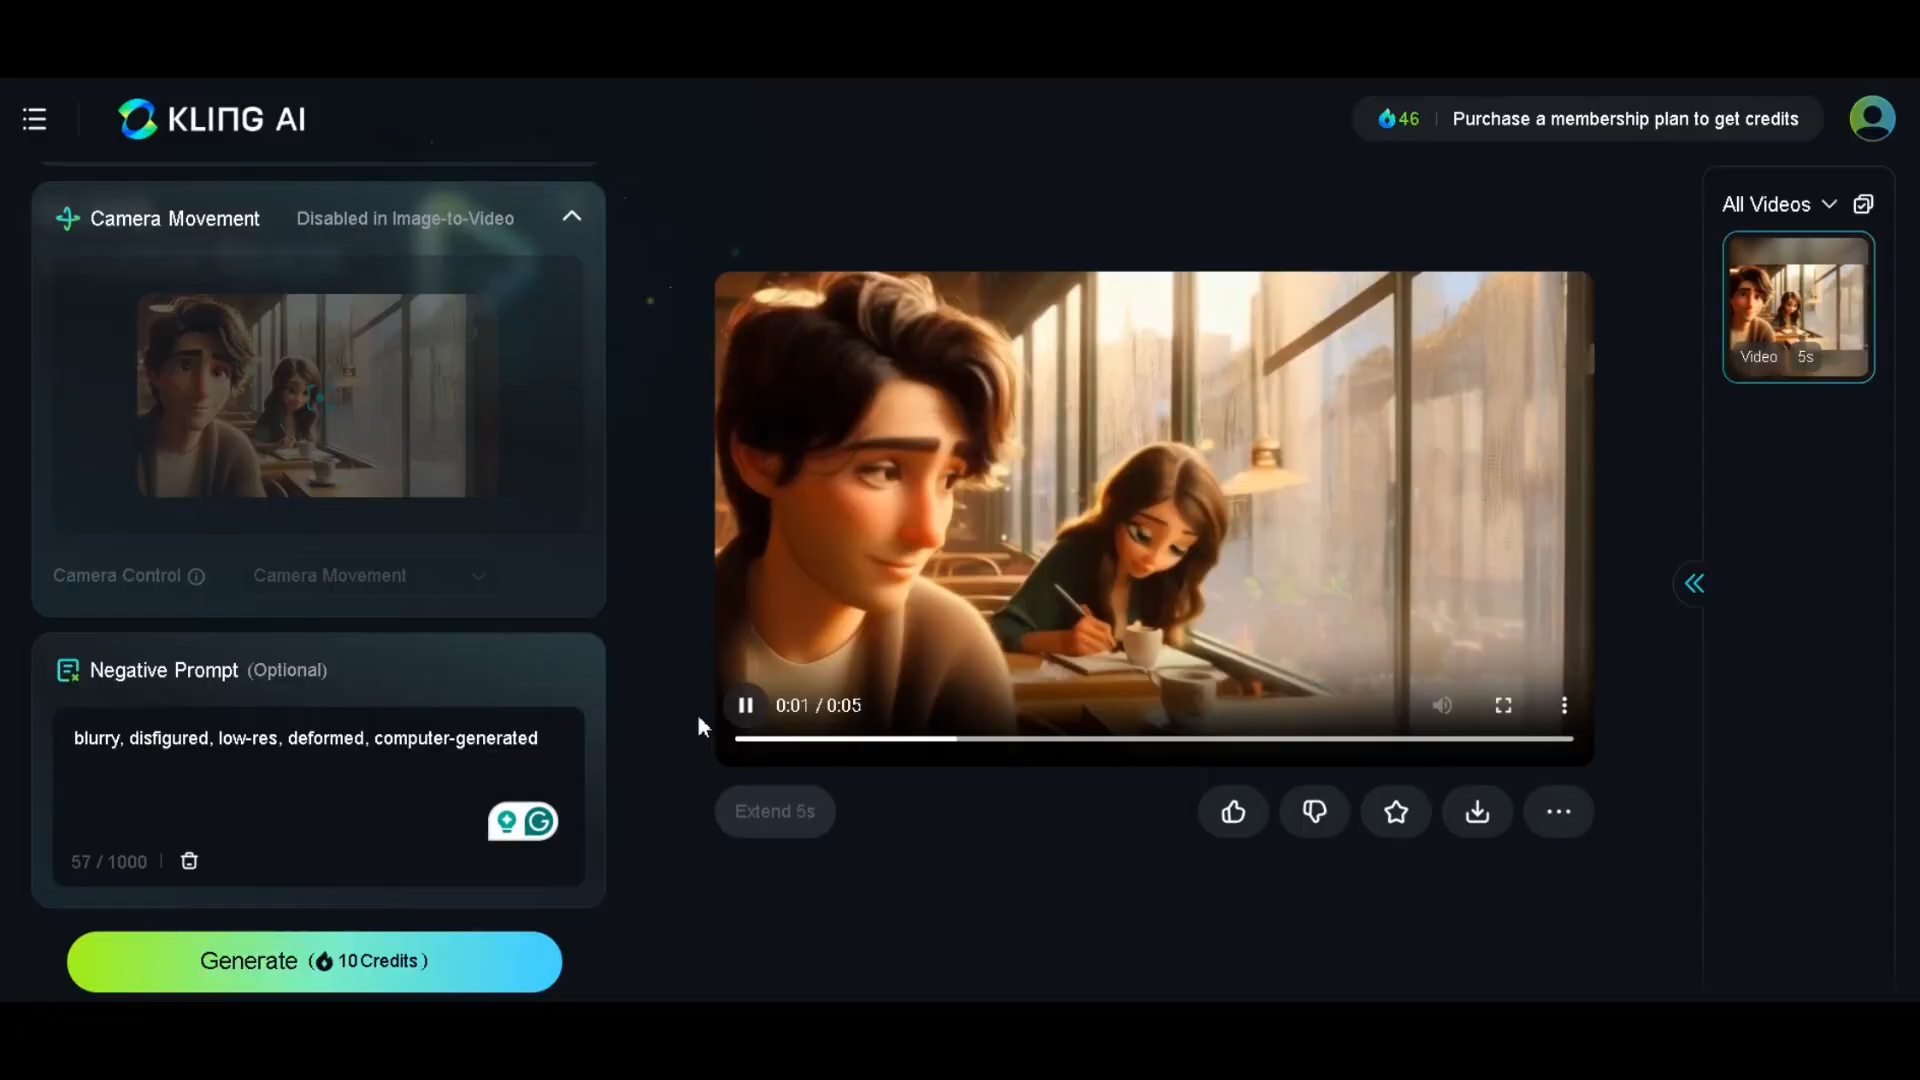 KLING AI
46
Purchase a membership plan to get credits
Camera Movement
Disabled in Image-to-Video
Camera Control
Camera Movement
Negative Prompt (Optional)
blurry, disfigured, low-res, deformed, computer-generated
57 / 1000
Generate (10 Credits)
0:01 / 0:05
Extend 5s
All Videos
Video 5s